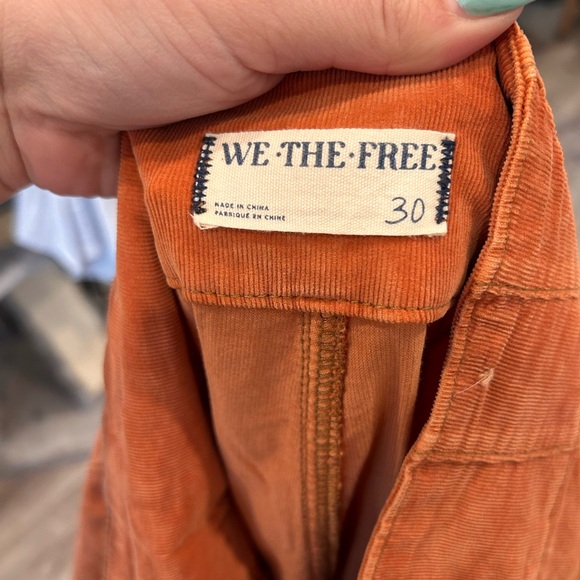 WE·THE·FREE
MADE IN CHINA
FABRIQUÉ EN CHINE
30